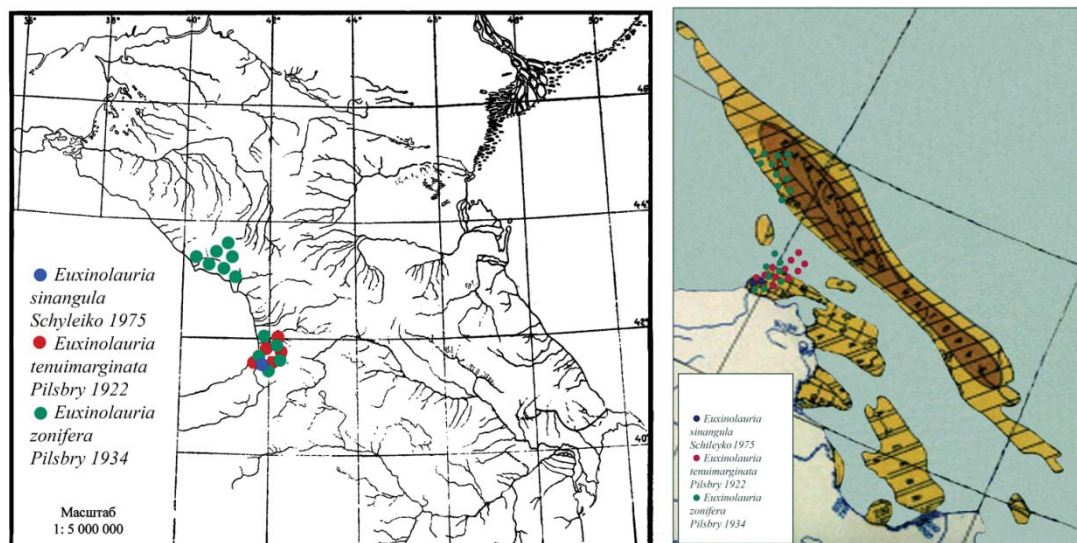 36 38 40 42 44 46 48 50
46
44
42
40
Euxinolauria
sinangula
Schyleiko 1975
Euxinolauria
tenuimarginata
Pilsbry 1922
Euxinolauria
zonifera
Pilsbry 1934
Масштаб
1: 5 000 000
Euxinolauria
sinangula
Schileyko 1975
Euxinolauria
tenuimarginata
Pilsbry 1922
Euxinolauria
zonifera
Pilsbry 1934